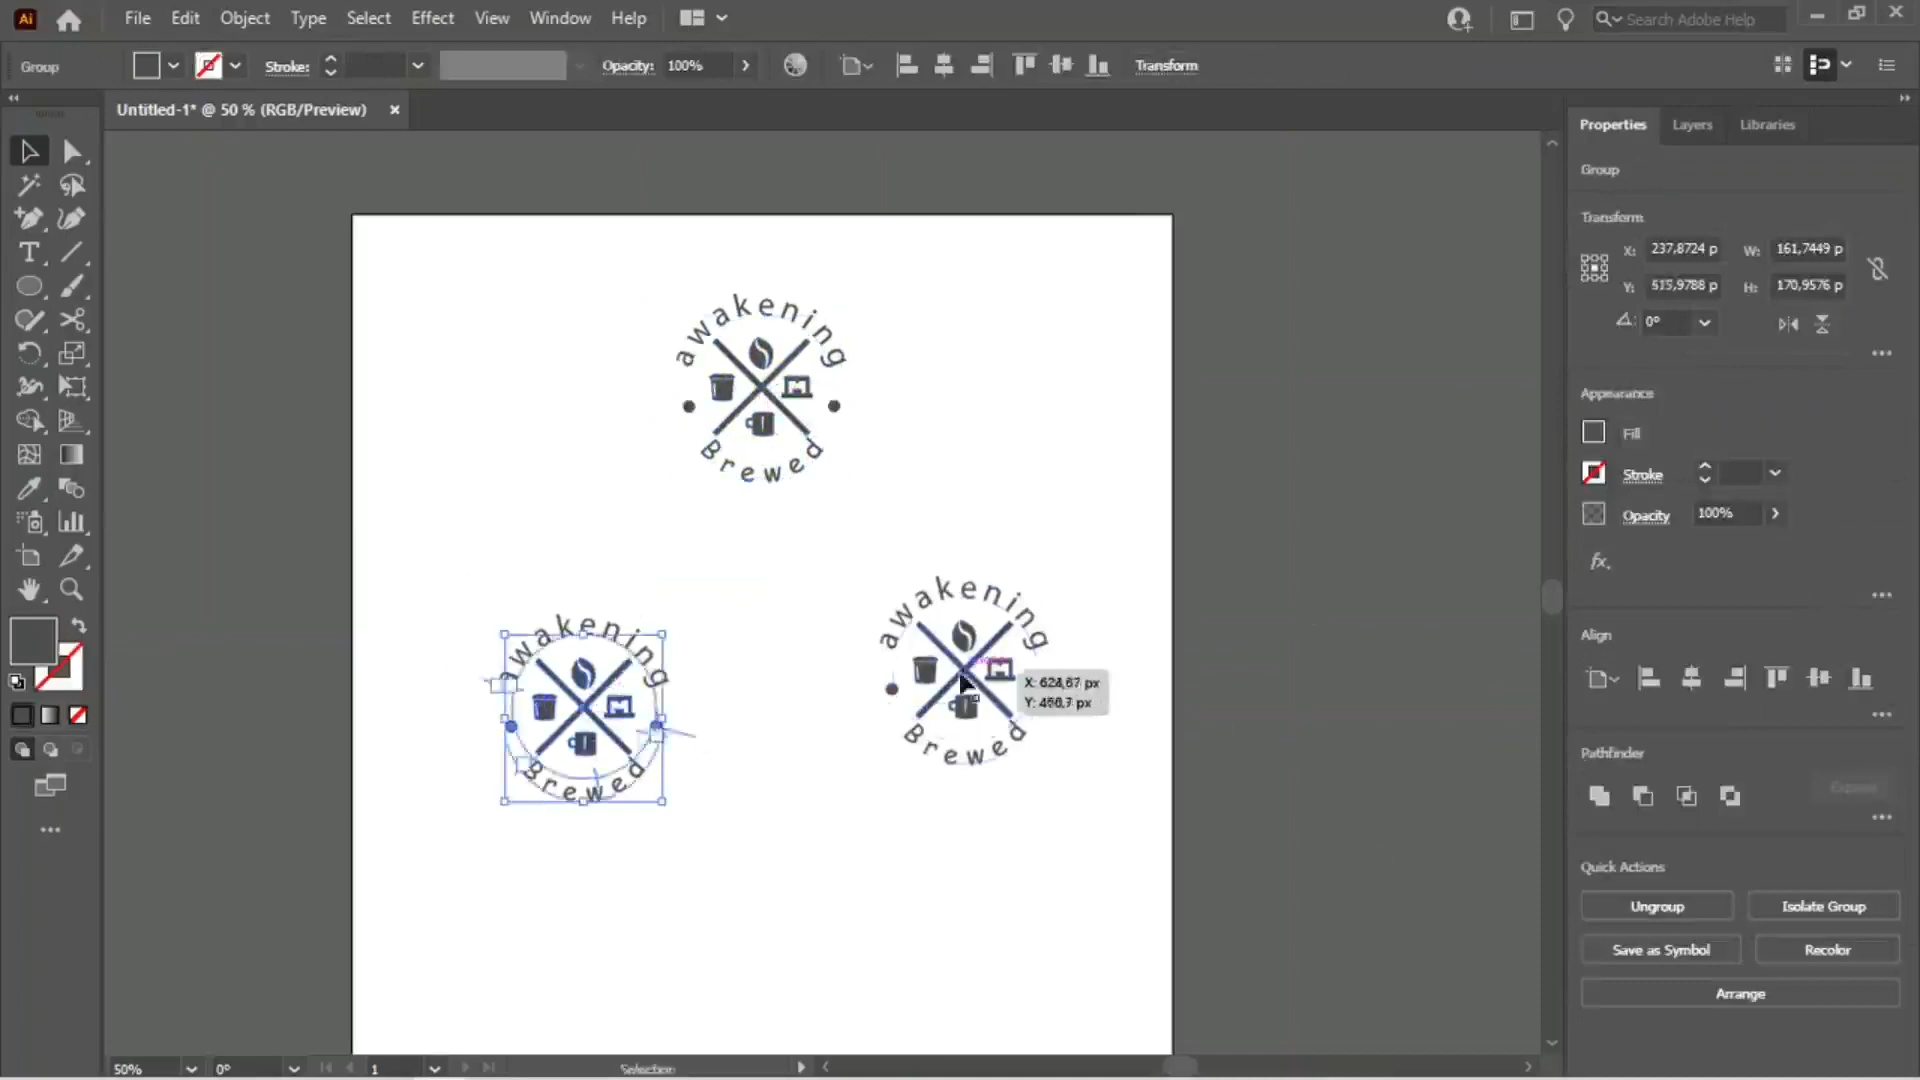 Ai File Edit Object Type Select Effect View Window Help Search Adobe Help
Group Stroke: Opacity: 100% Transform
Untitled-1* @ 50 % (RGB/Preview)
Properties Layers Libraries
Group
Transform
X: 237,8724 p W: 161,7449 p
Y: 515,9788 p H: 170,9576 p
0°
Appearance
Fill
Stroke
Opacity 100%
fx.
Align
Pathfinder
Expand
Quick Actions
Ungroup Isolate Group
Save as Symbol Recolor
Arrange
awakening
Brewed
awakening
Brewed
awakening
Brewed
X: 624,67 px
Y: 456,7 px
50% 0° 1 Selection